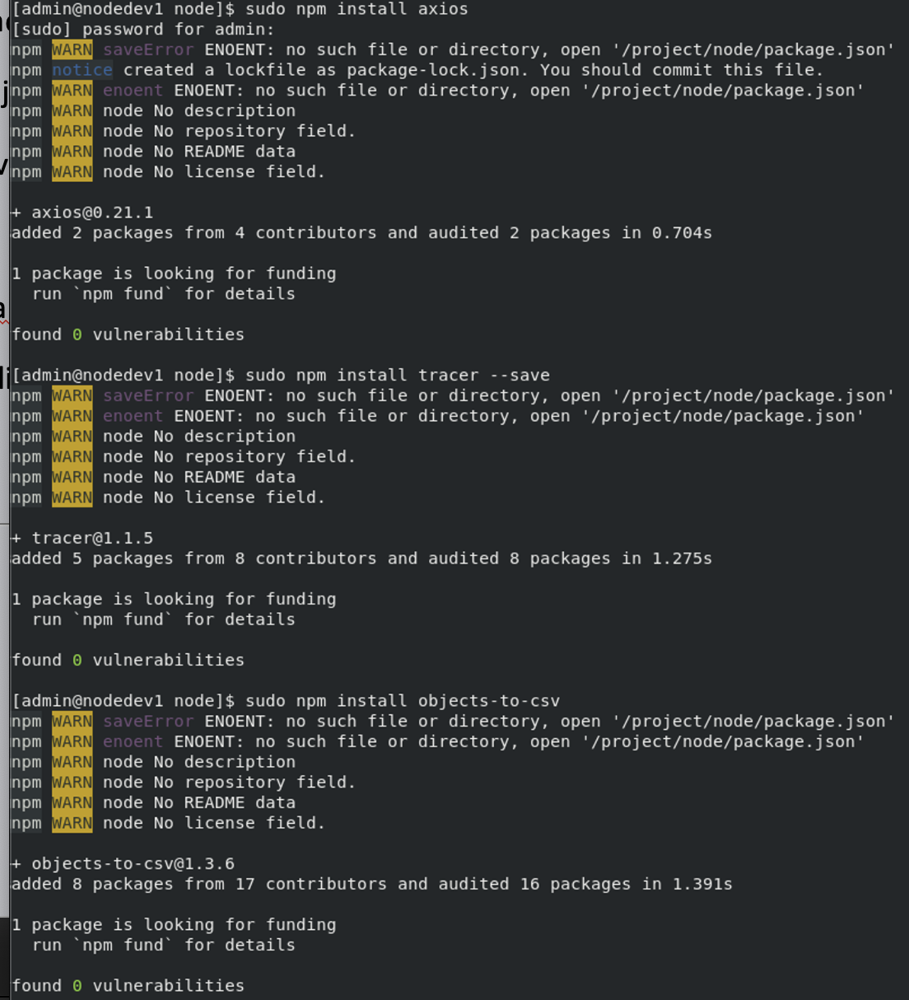 [admin@nodedev1 node]$ sudo npm install axios
[sudo] password for admin:
npm WARN saveError ENOENT: no such file or directory, open '/project/node/package.json'
npm notice created a lockfile as package-lock.json. You should commit this file.
npm WARN enoent ENOENT: no such file or directory, open '/project/node/package.json'
npm WARN node No description
npm WARN node No repository field.
npm WARN node No README data
npm WARN node No license field.

+ axios@0.21.1
added 2 packages from 4 contributors and audited 2 packages in 0.704s

1 package is looking for funding
  run `npm fund` for details

found 0 vulnerabilities

[admin@nodedev1 node]$ sudo npm install tracer --save
npm WARN saveError ENOENT: no such file or directory, open '/project/node/package.json'
npm WARN enoent ENOENT: no such file or directory, open '/project/node/package.json'
npm WARN node No description
npm WARN node No repository field.
npm WARN node No README data
npm WARN node No license field.

+ tracer@1.1.5
added 5 packages from 8 contributors and audited 8 packages in 1.275s

1 package is looking for funding
  run `npm fund` for details

found 0 vulnerabilities

[admin@nodedev1 node]$ sudo npm install objects-to-csv
npm WARN saveError ENOENT: no such file or directory, open '/project/node/package.json'
npm WARN enoent ENOENT: no such file or directory, open '/project/node/package.json'
npm WARN node No description
npm WARN node No repository field.
npm WARN node No README data
npm WARN node No license field.

+ objects-to-csv@1.3.6
added 8 packages from 17 contributors and audited 16 packages in 1.391s

1 package is looking for funding
  run `npm fund` for details

found 0 vulnerabilities